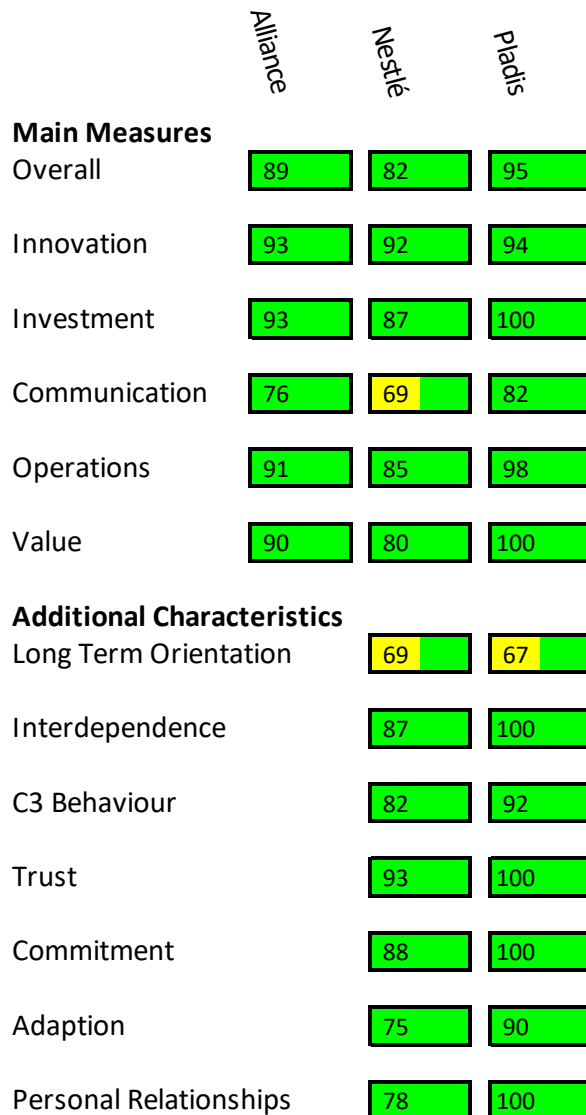 Alliance Nestlé Pladis
Main Measures
Overall 89 82 95
Innovation 93 92 94
Investment 93 87 100
Communication 76 69 82
Operations 91 85 98
Value 90 80 100
Additional Characteristics
Long Term Orientation 69 67
Interdependence 87 100
C3 Behaviour 82 92
Trust 93 100
Commitment 88 100
Adaption 75 90
Personal Relationships 78 100